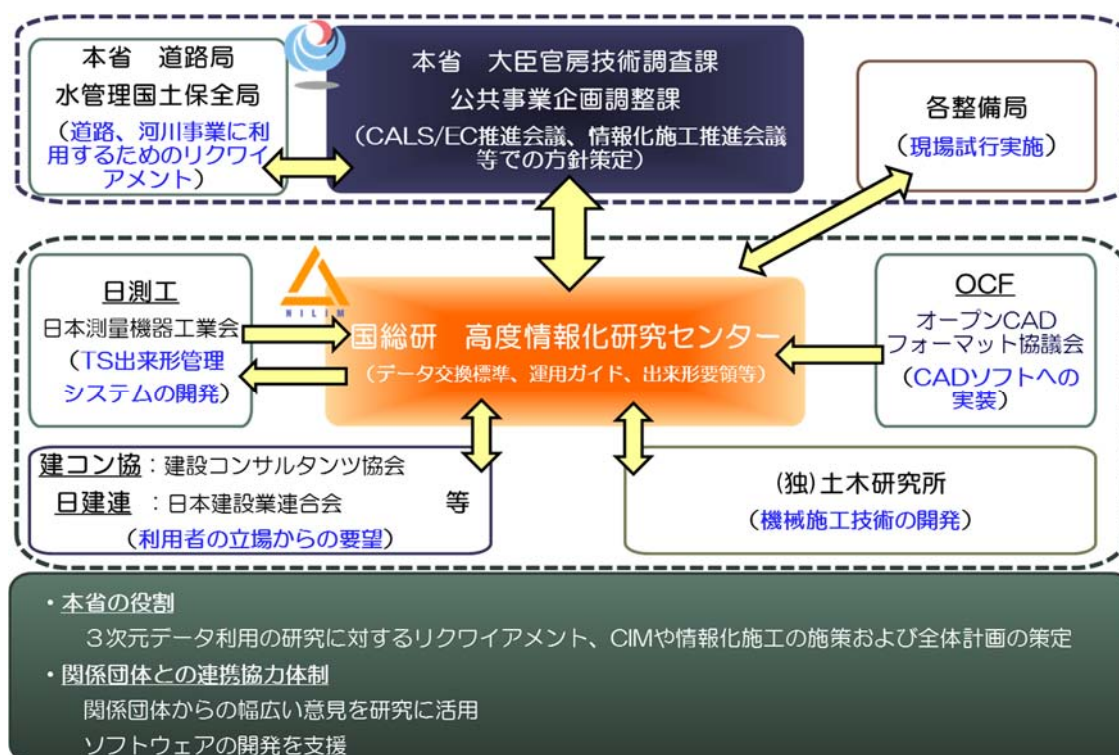 本省　道路局
水管理国土保全局
（道路、河川事業に利
用するためのリクワイ
アメント）
本省　大臣官房技術調査課
公共事業企画調整課
（CALS/EC推進会議、情報化施工推進会議
等での方針策定）
各整備局
（現場試行実施）
日測工
日本測量機器工業会
（TS出来形管理
システムの開発）
NILIM
国総研　高度情報化研究センター
（データ交換標準、運用ガイド、出来形要領等）
OCF
オープンCAD
フォーマット協議会
（CADソフトへの
実装）
建コン協：建設コンサルタンツ協会
日建連　：日本建設業連合会　　　　等
（利用者の立場からの要望）
(独)土木研究所
（機械施工技術の開発）
・本省の役割
３次元データ利用の研究に対するリクワイアメント、CIMや情報化施工の施策および全体計画の策定
・関係団体との連携協力体制
関係団体からの幅広い意見を研究に活用
ソフトウェアの開発を支援